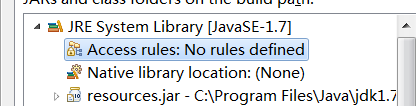 JARs and class folders on the build path:
JRE System Library [JavaSE-1.7]
Access rules: No rules defined
Native library location: (None)
resources.jar - C:\Program Files\Java\jdk1.7